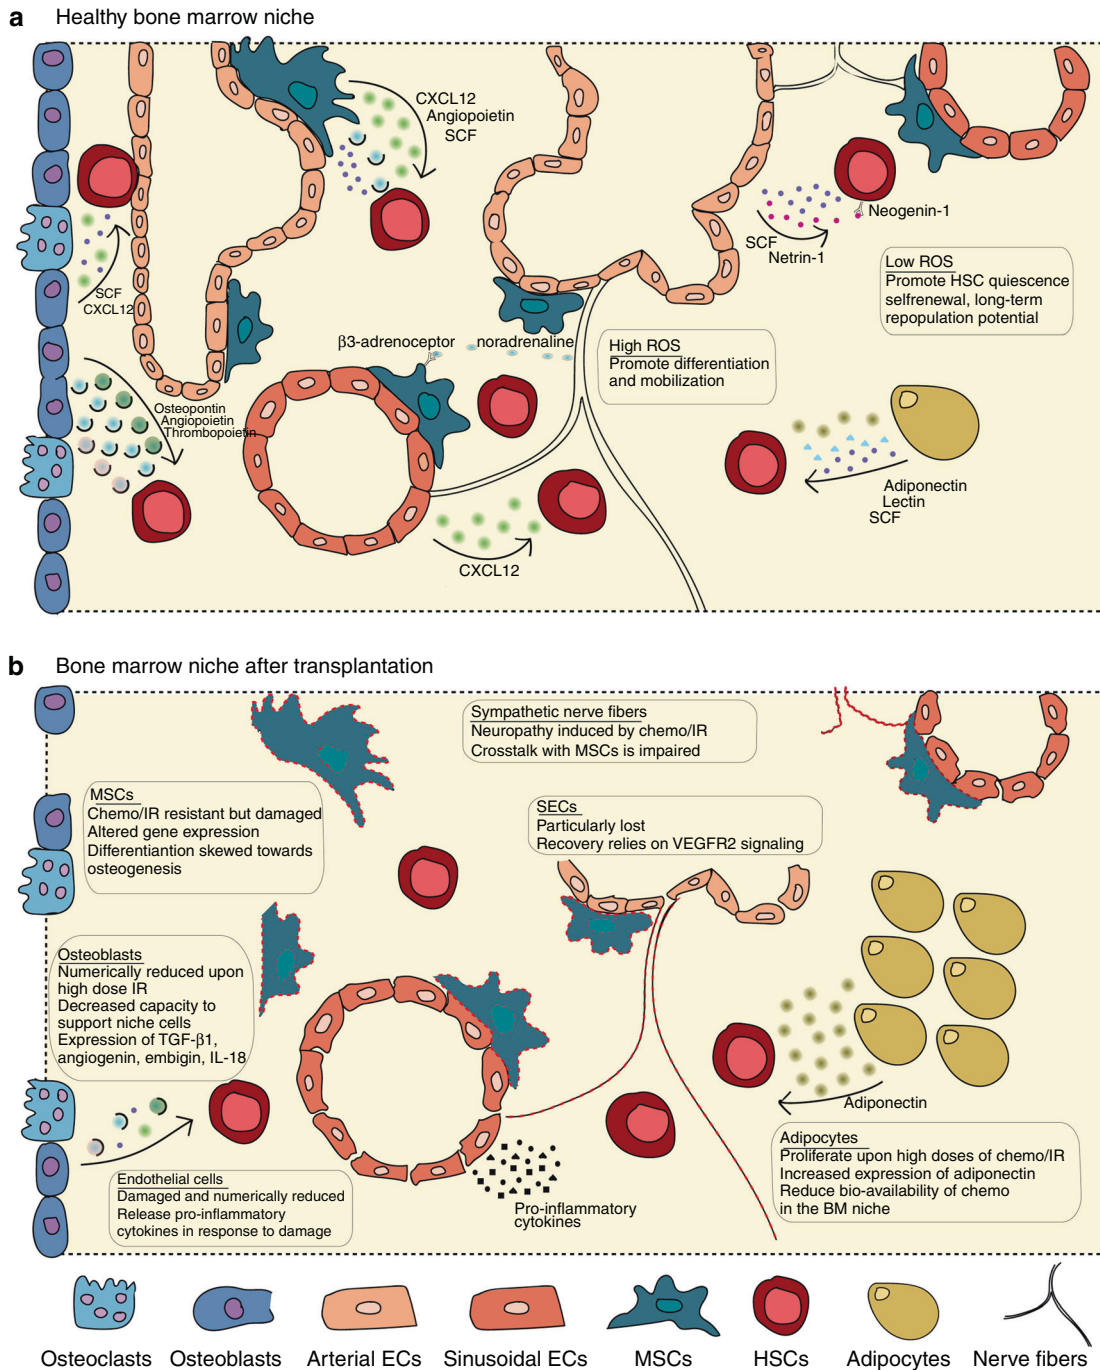 a Healthy bone marrow niche
CXCL12
Angiopoietin
SCF
SCF
CXCL12
Neogenin-1
SCF
Netrin-1
Low ROS
Promote HSC quiescence
selfrenewal, long-term
repopulation potential
β3-adrenoceptor noradrenaline
High ROS
Promote differentiation
and mobilization
Osteopontin
Angiopoietin
Thrombopoietin
Adiponectin
Lectin
SCF
CXCL12
b Bone marrow niche after transplantation
Sympathetic nerve fibers
Neuropathy induced by chemo/IR
Crosstalk with MSCs is impaired
MSCs
Chemo/IR resistant but damaged
Altered gene expression
Differentiantion skewed towards
osteogenesis
SECs
Particularly lost
Recovery relies on VEGFR2 signaling
Osteoblasts
Numerically reduced upon
high dose IR
Decreased capacity to
support niche cells
Expression of TGF-β1,
angiogenin, embigin, IL-18
Adiponectin
Adipocytes
Proliferate upon high doses of chemo/IR
Increased expression of adiponectin
Reduce bio-availability of chemo
in the BM niche
Endothelial cells
Damaged and numerically reduced
Release pro-inflammatory
cytokines in response to damage
Pro-inflammatory
cytokines
Osteoclasts Osteoblasts Arterial ECs Sinusoidal ECs MSCs HSCs Adipocytes Nerve fibers